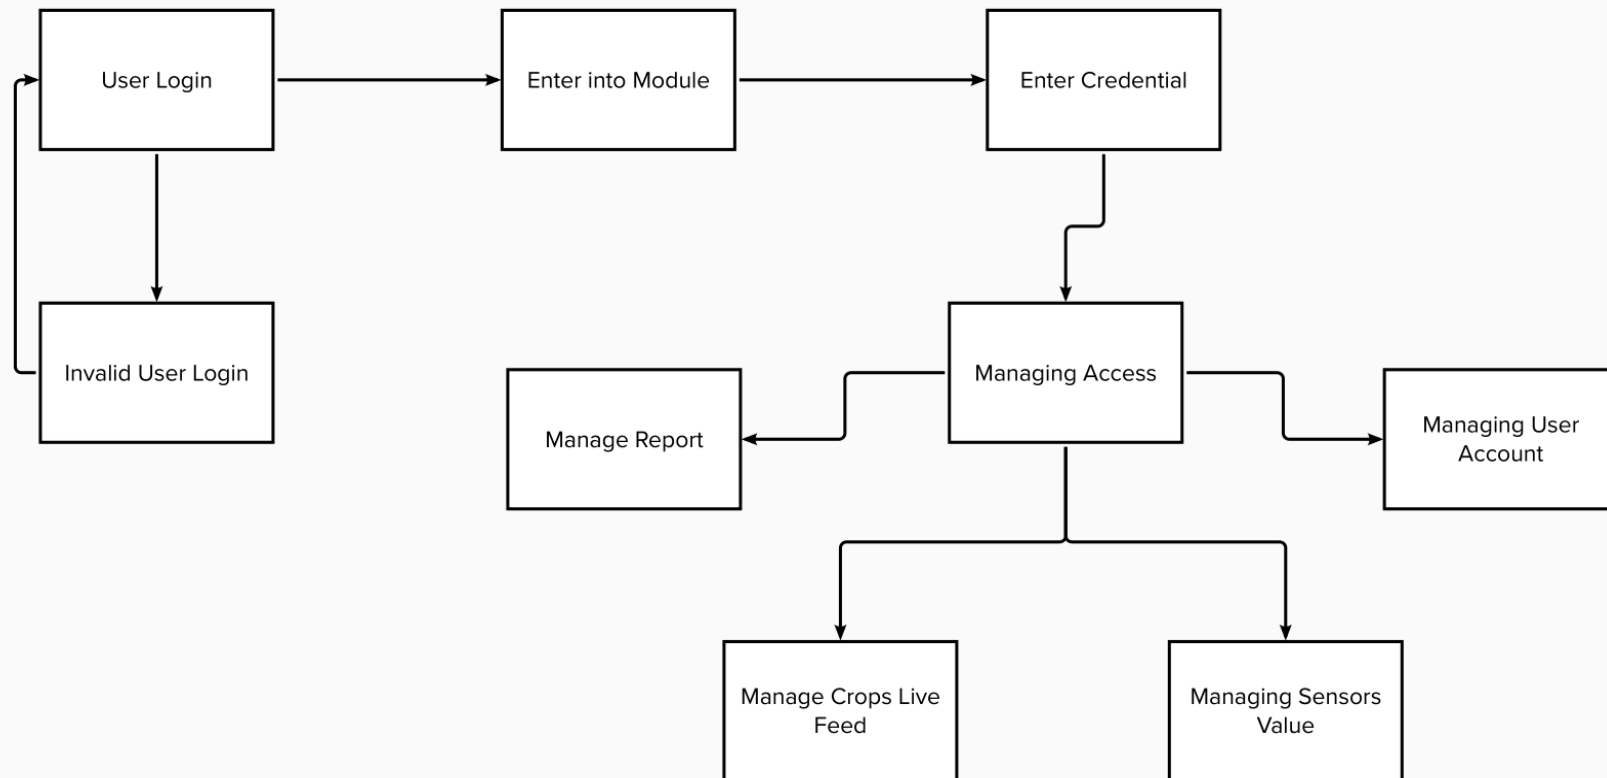 User Login
Enter into Module
Enter Credential
Invalid User Login
Managing Access
Manage Report
Managing User
Account
Manage Crops Live
Feed
Managing Sensors
Value